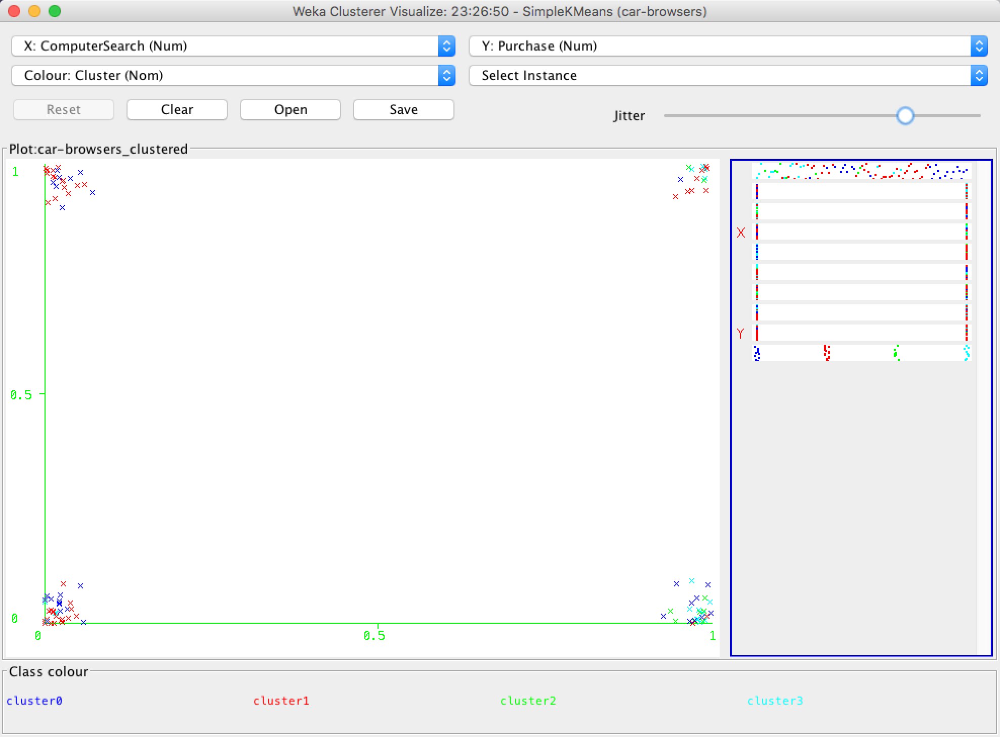 Weka Clusterer Visualize: 23:26:50 - SimpleKMeans (car-browsers)
X: ComputerSearch (Num)
Y: Purchase (Num)
Colour: Cluster (Nom)
Select Instance
Reset
Clear
Open
Save
Jitter
Plot:car-browsers_clustered
1
0.5
0
0
0.5
1
X
Y
Class colour
cluster0
cluster1
cluster2
cluster3